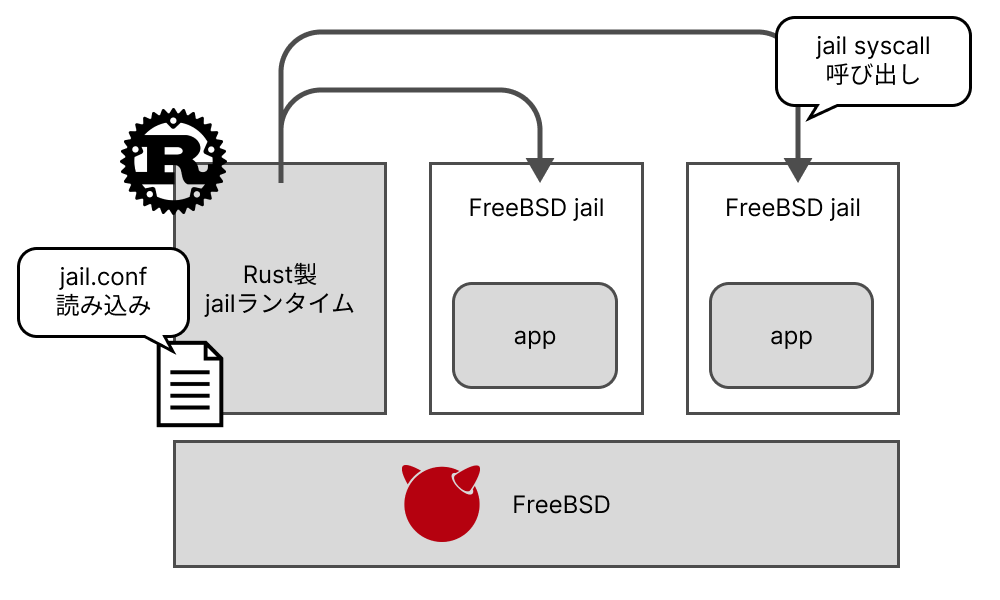 jail syscall
呼び出し
R
FreeBSD jail
FreeBSD jail
jail.conf
読み込み
Rust製
jailランタイム
app
app
FreeBSD